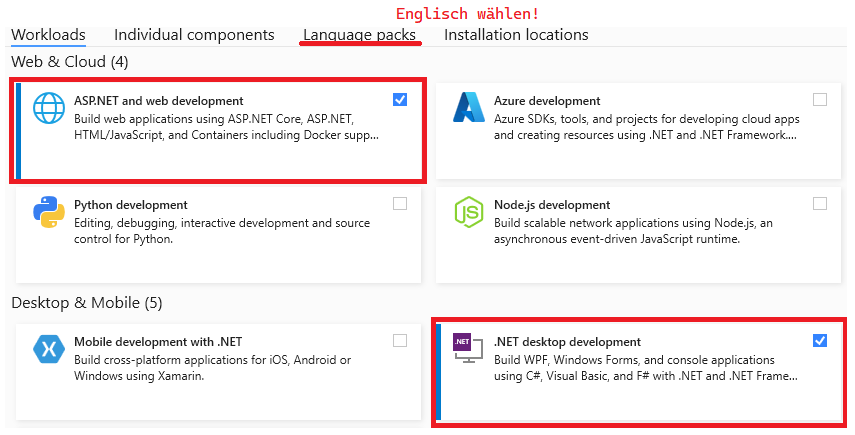 Englisch wählen!
Workloads Individual components Language packs Installation locations
Web & Cloud (4)
ASP.NET and web development
Build web applications using ASP.NET Core, ASP.NET,
HTML/JavaScript, and Containers including Docker supp...
Azure development
Azure SDKs, tools, and projects for developing cloud apps
and creating resources using .NET and .NET Framework....
Python development
Editing, debugging, interactive development and source
control for Python.
Node.js development
Build scalable network applications using Node.js, an
asynchronous event-driven JavaScript runtime.
Desktop & Mobile (5)
Mobile development with .NET
Build cross-platform applications for iOS, Android or
Windows using Xamarin.
.NET
.NET desktop development
Build WPF, Windows Forms, and console applications
using C#, Visual Basic, and F# with .NET and .NET Frame...